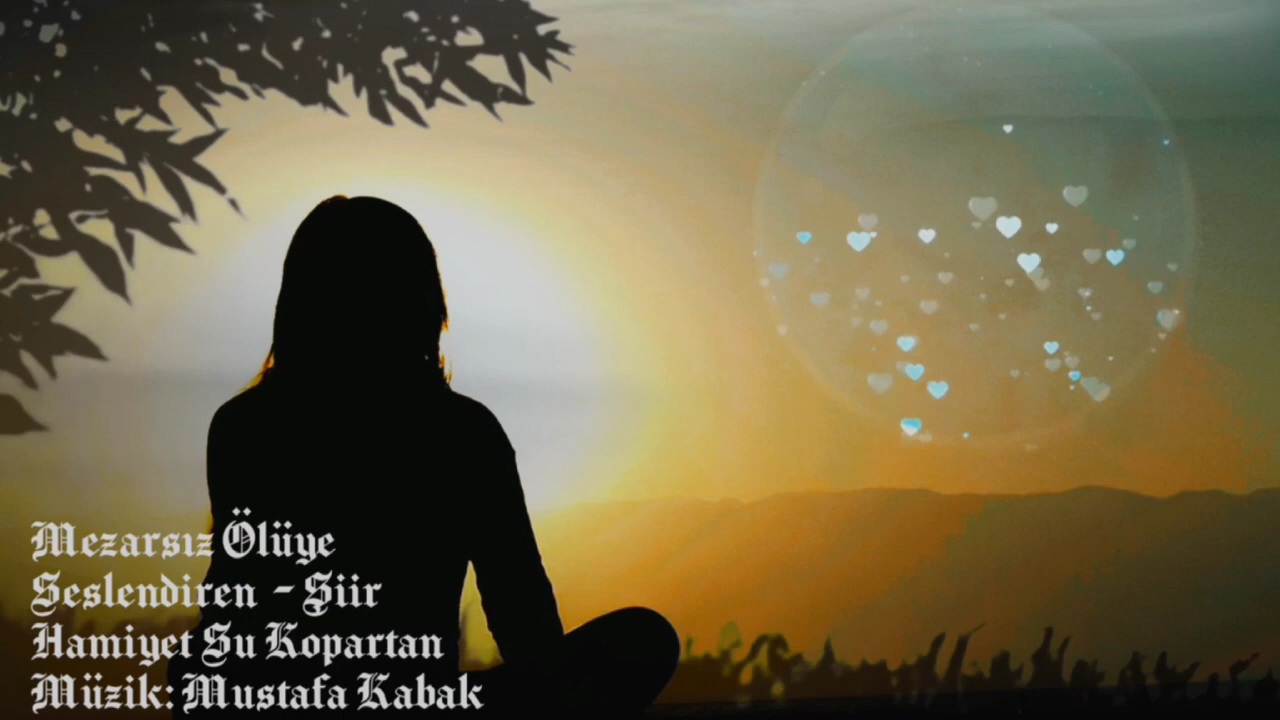 Mezarsız Ölüye
Seslendiren - Şiir
Hamiyet Su Kopartan
Müzik: Mustafa Kabak